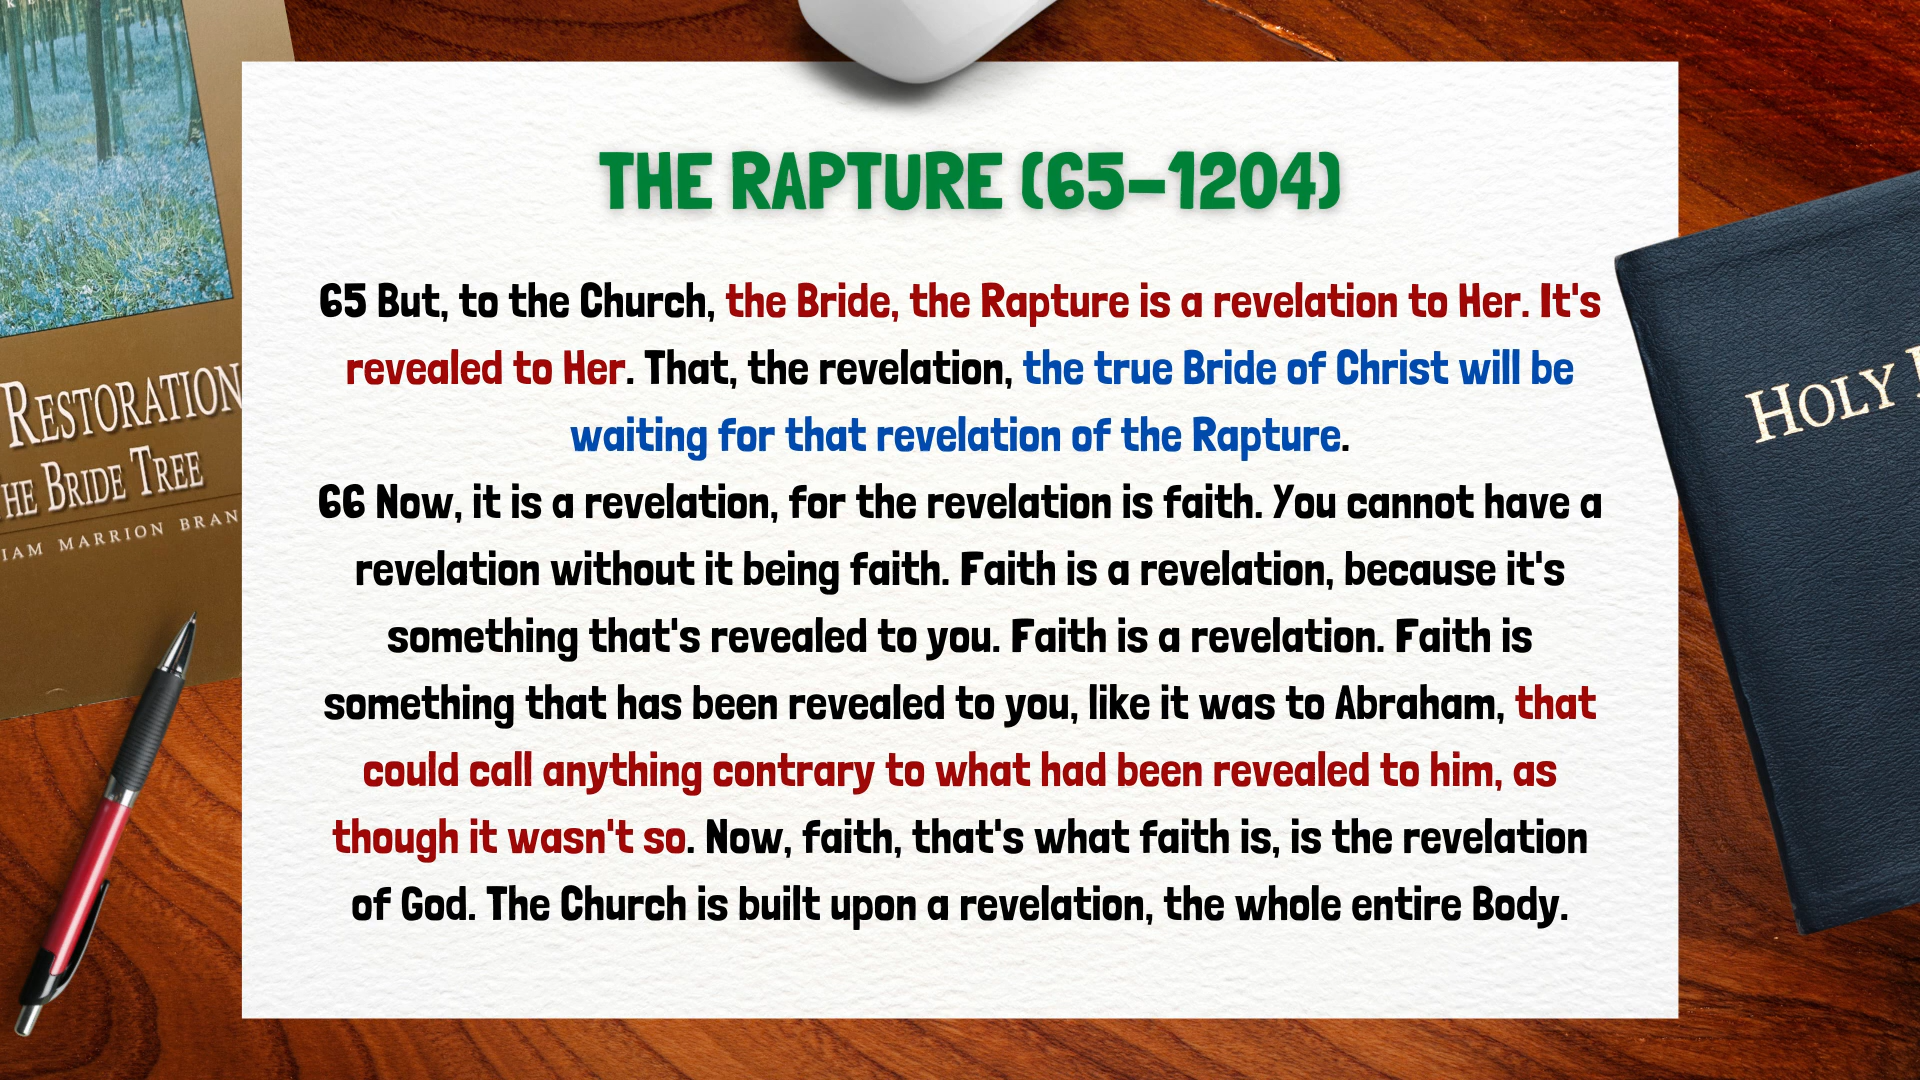 THE RAPTURE (65-1204)
65 But, to the Church, the Bride, the Rapture is a revelation to Her. It's
revealed to Her. That, the revelation, the true Bride of Christ will be
waiting for that revelation of the Rapture.
66 Now, it is a revelation, for the revelation is faith. You cannot have a
revelation without it being faith. Faith is a revelation, because it's
something that's revealed to you. Faith is a revelation. Faith is
something that has been revealed to you, like it was to Abraham, that
could call anything contrary to what had been revealed to him, as
though it wasn't so. Now, faith, that's what faith is, is the revelation
of God. The Church is built upon a revelation, the whole entire Body.
RESTORATION
HE BRIDE TREE
IAM MARRION BRAN
HOLY